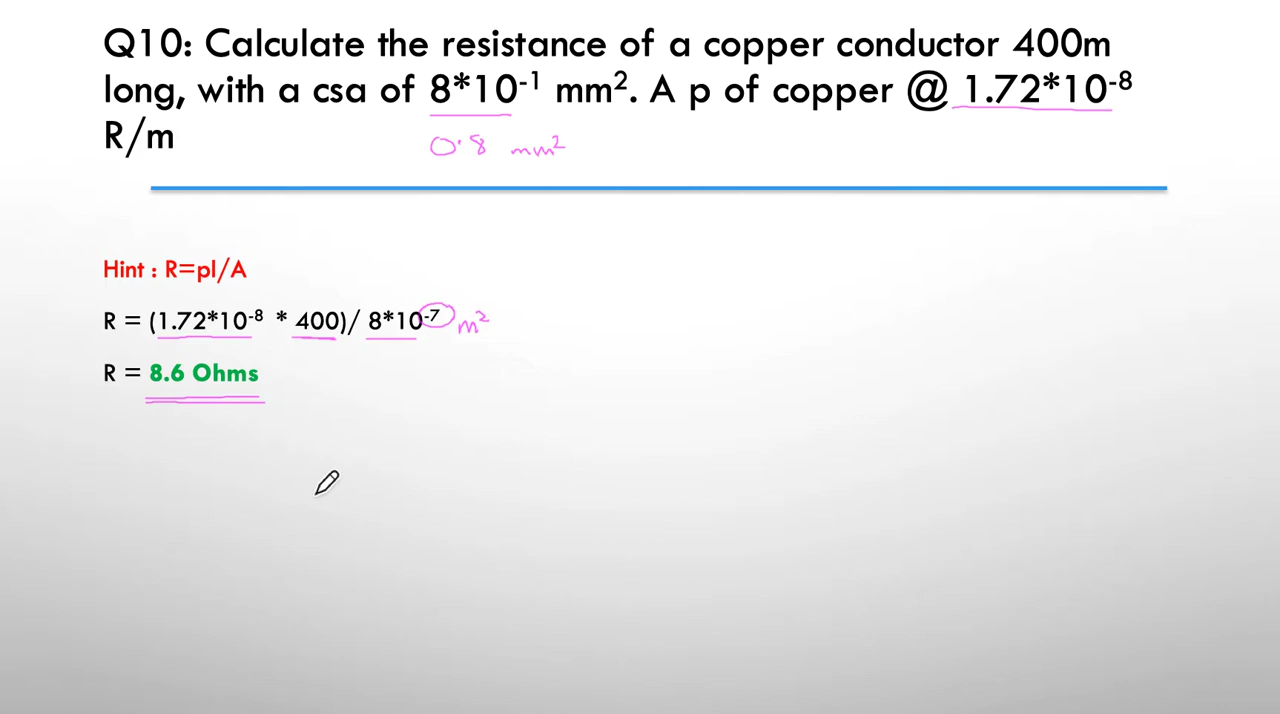 Q10: Calculate the resistance of a copper conductor 400m
long, with a csa of 8*10⁻¹ mm². A p of copper @ 1.72*10⁻⁸
R/m
0.8 mm²
Hint : R=pl/A
R = (1.72*10⁻⁸ * 400)/ 8*10⁻⁷ m²
R = 8.6 Ohms